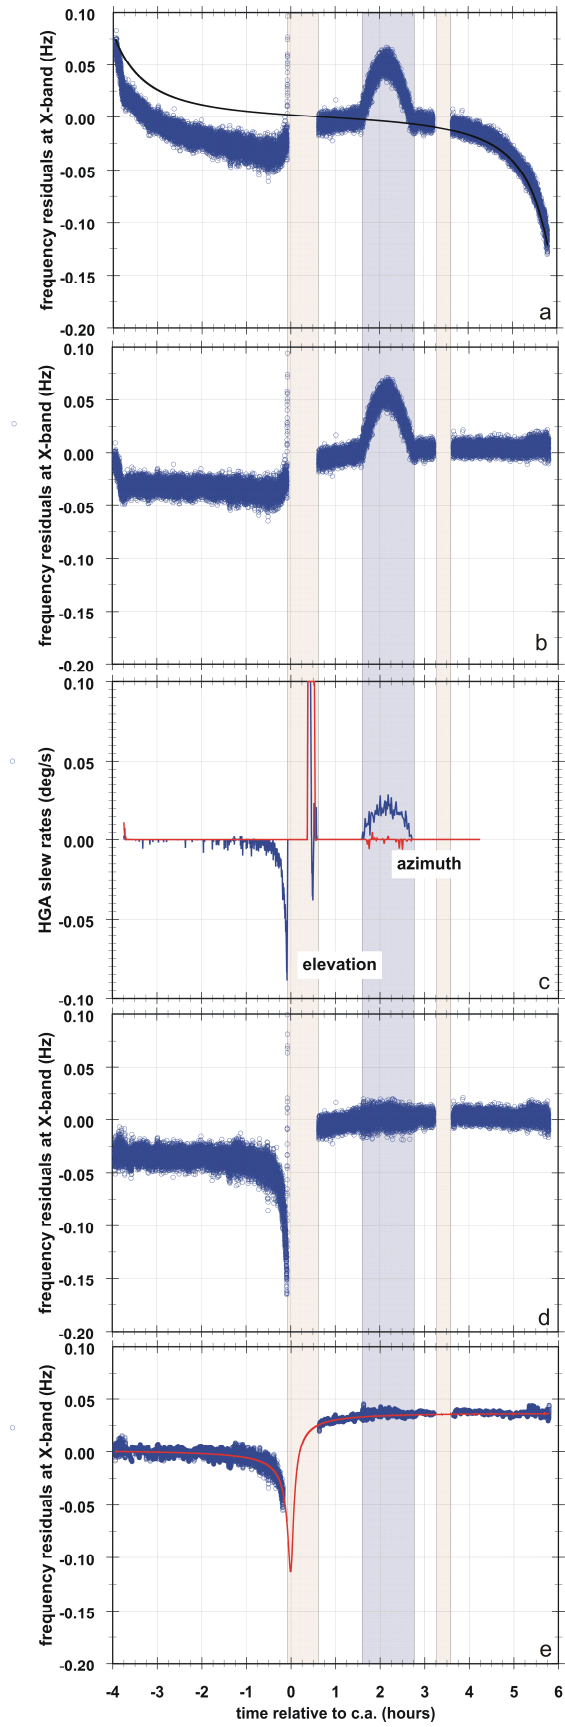 0.10
0.05
0.00
-0.05
-0.10
-0.15
-0.20
frequency residuals at X-band (Hz)
a
0.10
0.05
0.00
-0.05
-0.10
-0.15
-0.20
frequency residuals at X-band (Hz)
b
0.10
0.05
0.00
-0.05
-0.10
HGA slew rates (deg/s)
azimuth
elevation
c
0.10
0.05
0.00
-0.05
-0.10
-0.15
-0.20
frequency residuals at X-band (Hz)
d
0.10
0.05
0.00
-0.05
-0.10
-0.15
-0.20
frequency residuals at X-band (Hz)
e
-4 -3 -2 -1 0 1 2 3 4 5 6
time relative to c.a. (hours)